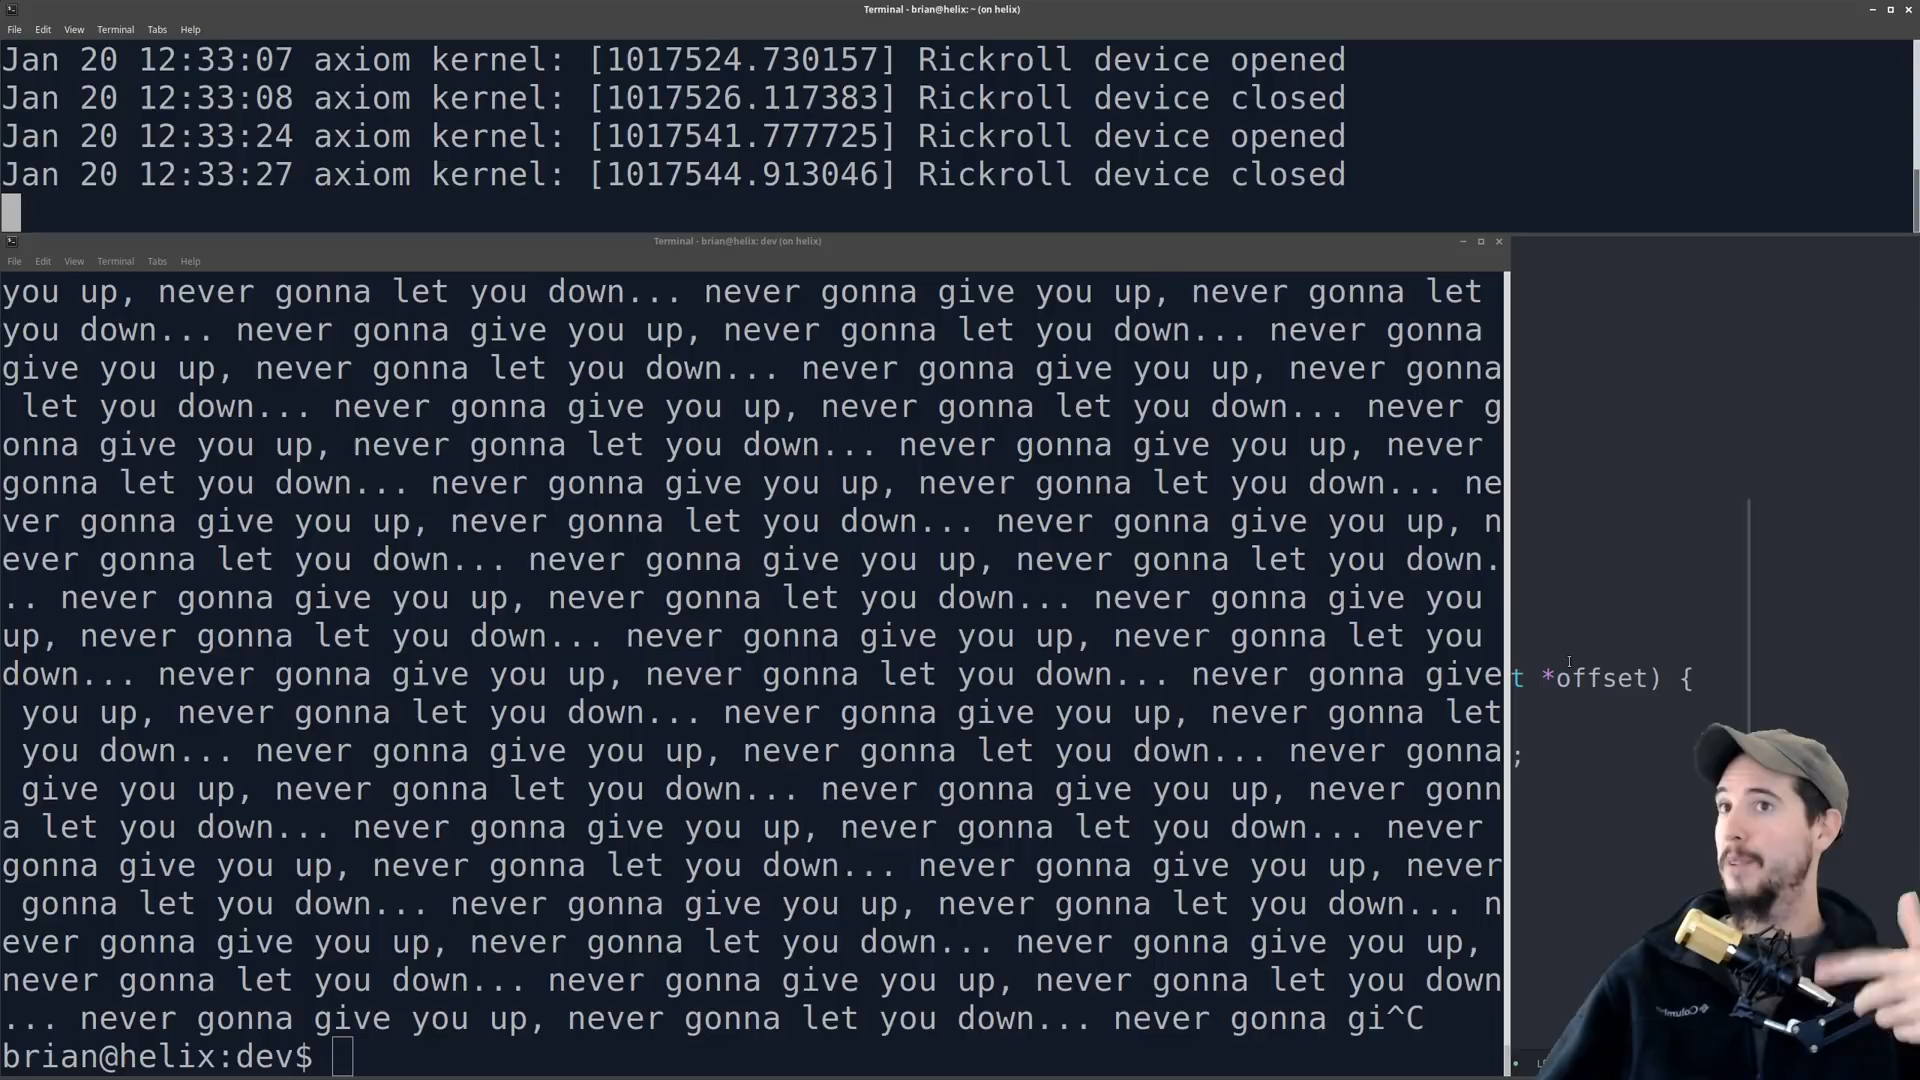 Terminal - brian@helix: ~ (on helix)
File Edit View Terminal Tabs Help
Jan 20 12:33:07 axiom kernel: [1017524.730157] Rickroll device opened
Jan 20 12:33:08 axiom kernel: [1017526.117383] Rickroll device closed
Jan 20 12:33:24 axiom kernel: [1017541.777725] Rickroll device opened
Jan 20 12:33:27 axiom kernel: [1017544.913046] Rickroll device closed
Terminal - brian@helix: dev (on helix)
File Edit View Terminal Tabs Help
you up, never gonna let you down... never gonna give you up, never gonna let
you down... never gonna give you up, never gonna let you down... never gonna
give you up, never gonna let you down... never gonna give you up, never gonna
 let you down... never gonna give you up, never gonna let you down... never g
onna give you up, never gonna let you down... never gonna give you up, never
gonna let you down... never gonna give you up, never gonna let you down... ne
ver gonna give you up, never gonna let you down... never gonna give you up, n
ever gonna let you down... never gonna give you up, never gonna let you down.
.. never gonna give you up, never gonna let you down... never gonna give you
up, never gonna let you down... never gonna give you up, never gonna let you
down... never gonna give you up, never gonna let you down... never gonna give
 you up, never gonna let you down... never gonna give you up, never gonna let
 you down... never gonna give you up, never gonna let you down... never gonna
 give you up, never gonna let you down... never gonna give you up, never gonn
a let you down... never gonna give you up, never gonna let you down... never
gonna give you up, never gonna let you down... never gonna give you up, never
 gonna let you down... never gonna give you up, never gonna let you down... n
ever gonna give you up, never gonna let you down... never gonna give you up,
never gonna let you down... never gonna give you up, never gonna let you down
... never gonna give you up, never gonna let you down... never gonna gi^C
brian@helix:dev$
t *offset) {
;
Columbia